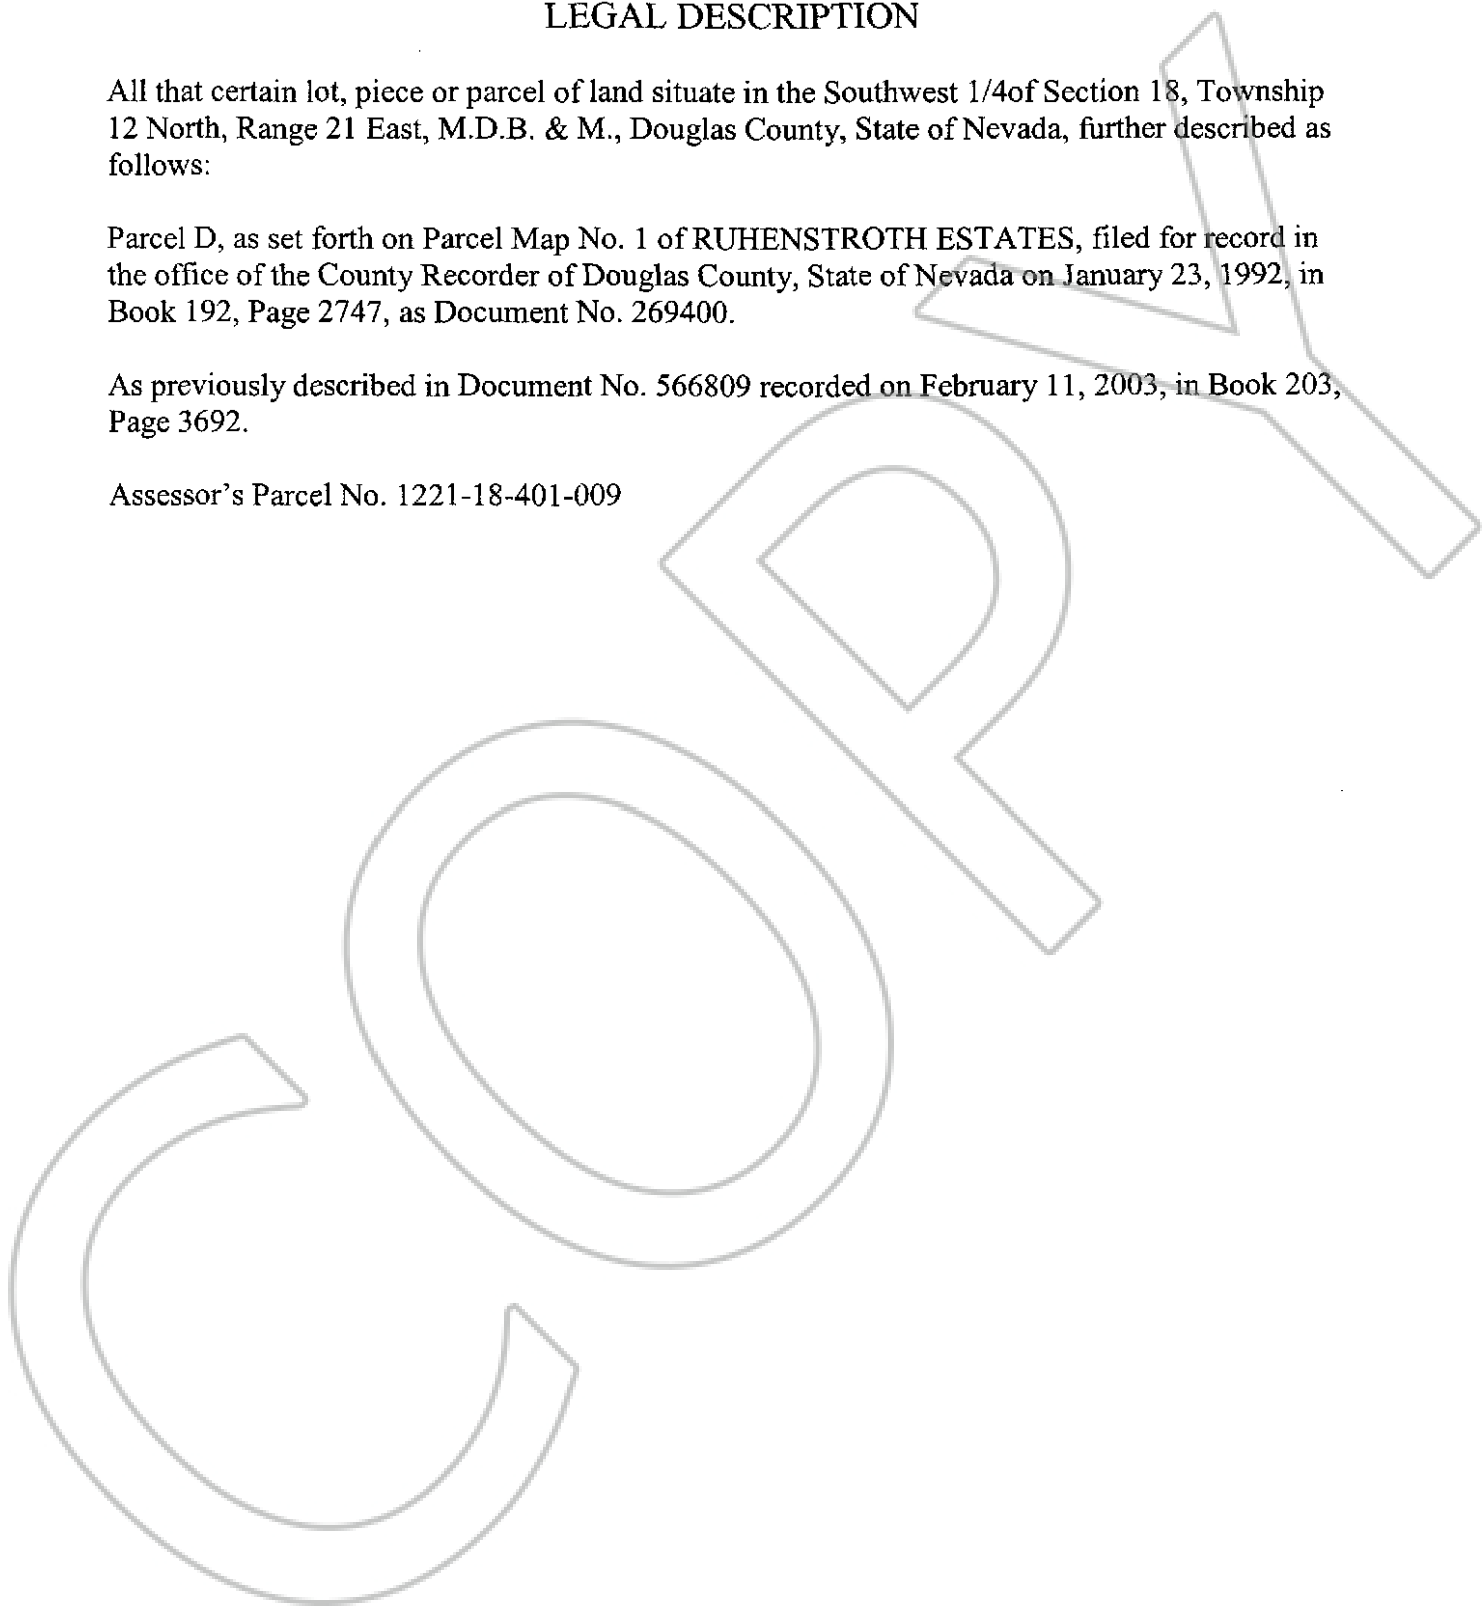 LEGAL DESCRIPTION
All that certain lot, piece or parcel of land situate in the Southwest 1/4of Section 18, Township
12 North, Range 21 East, M.D.B. & M., Douglas County, State of Nevada, further described as
follows:
Parcel D, as set forth on Parcel Map No. 1 of RUHENSTROTH ESTATES, filed for record in
the office of the County Recorder of Douglas County, State of Nevada on January 23, 1992, in
Book 192, Page 2747, as Document No. 269400.
As previously described in Document No. 566809 recorded on February 11, 2003, in Book 203,
Page 3692.
Assessor's Parcel No. 1221-18-401-009
COPY